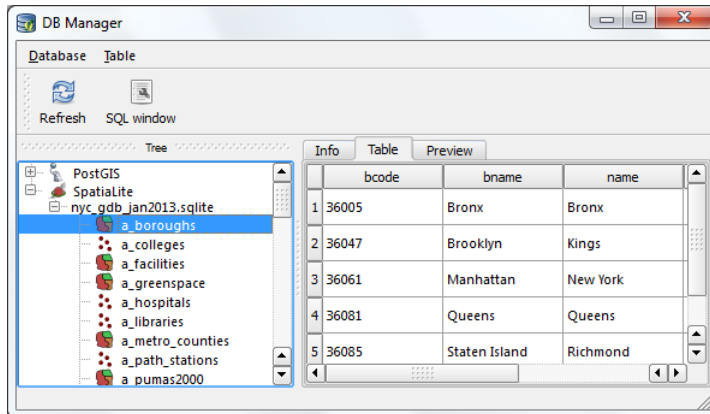 DB Manager
Database Table
Refresh SQL window
Tree
PostGIS
SpatiaLite
nyc_gdb_jan2013.sqlite
a_boroughs
a_colleges
a_facilities
a_greenspace
a_hospitals
a_libraries
a_metro_counties
a_path_stations
a_pumas2000
Info Table Preview
bcode bname name
1 36005 Bronx Bronx
2 36047 Brooklyn Kings
3 36061 Manhattan New York
4 36081 Queens Queens
5 36085 Staten Island Richmond